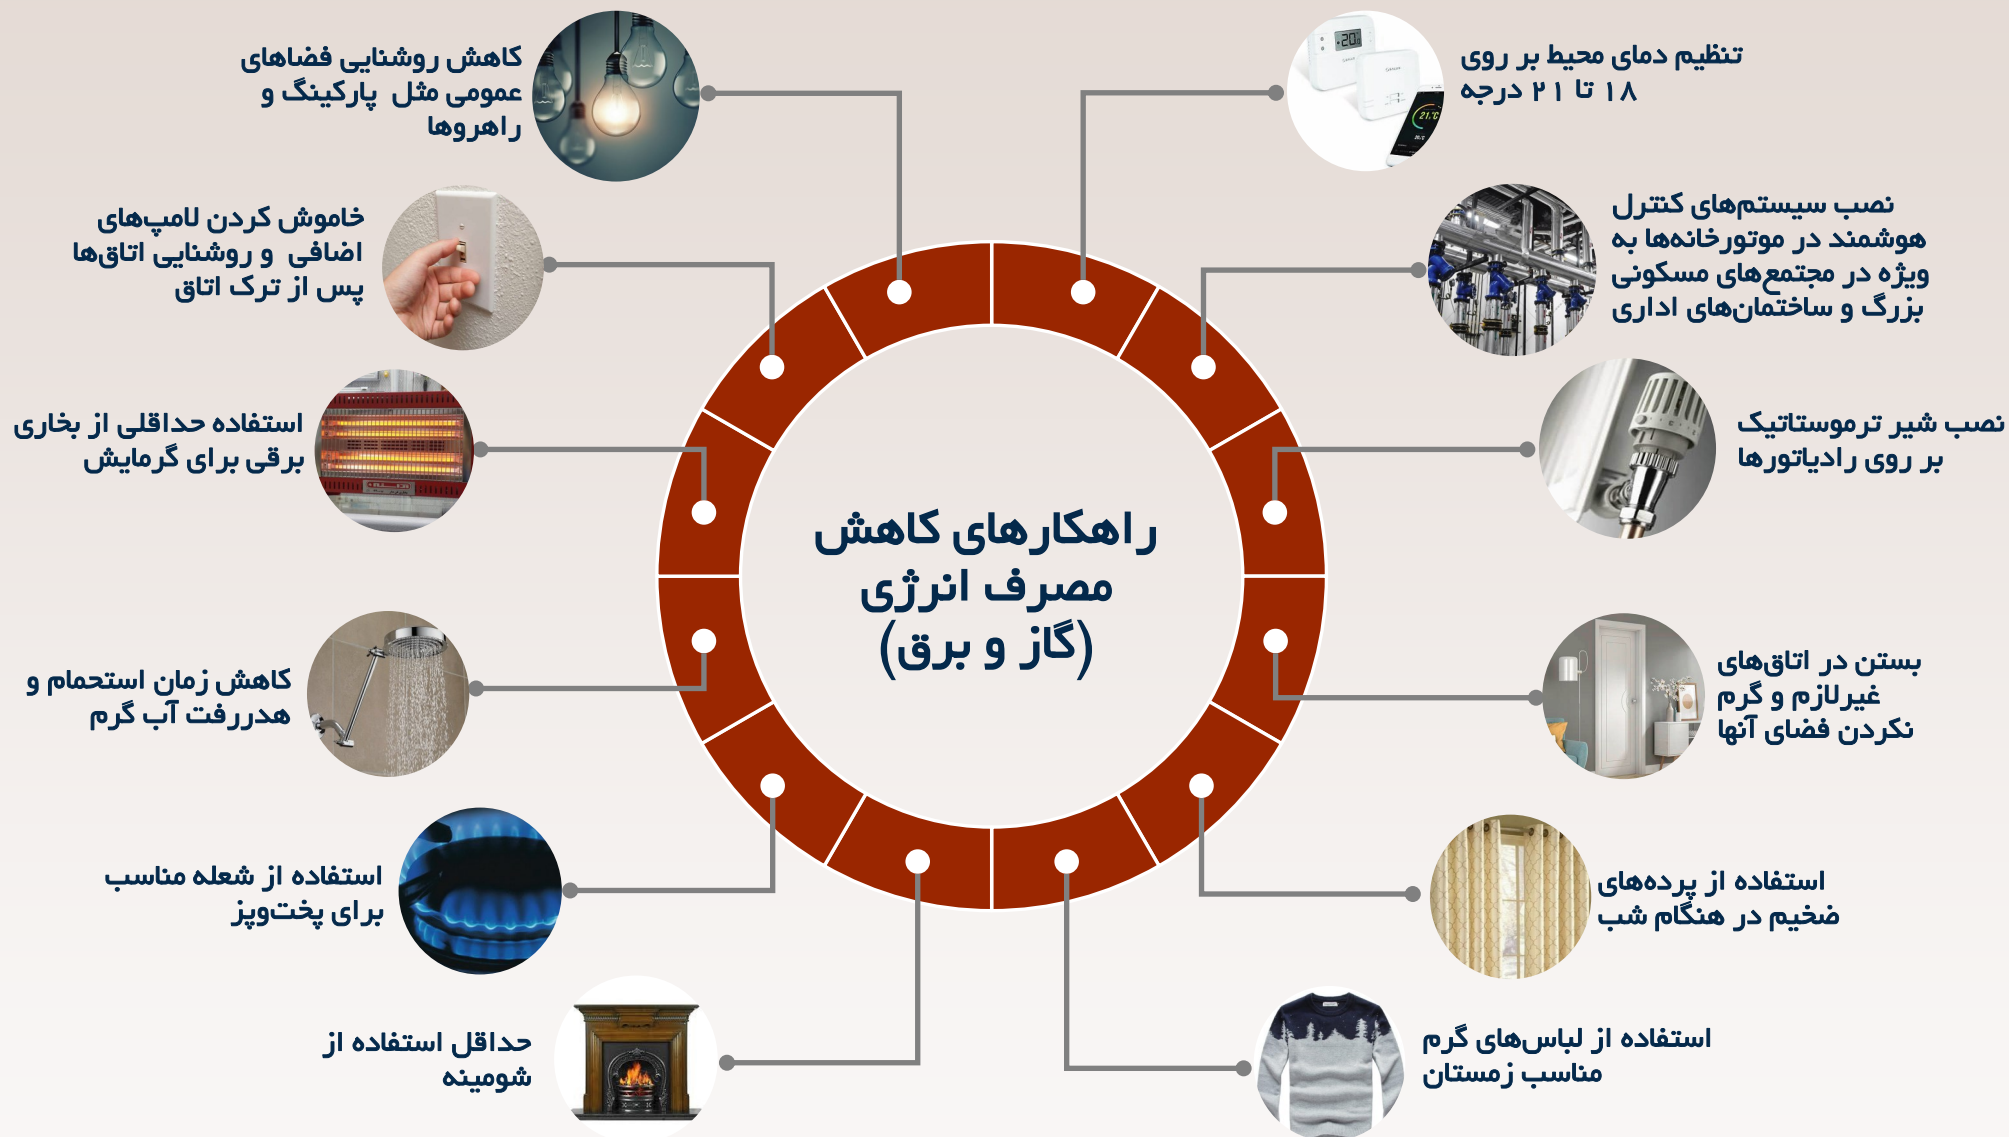 راهکارهای کاهش
مصرف انرژی
(گاز و برق)
تنظیم دمای محیط بر روی
۱۸ تا ۲۱ درجه
نصب سیستم‌های کنترل
هوشمند در موتورخانه‌ها به
ویژه در مجتمع‌های مسکونی
بزرگ و ساختمان‌های اداری
نصب شیر ترموستاتیک
بر روی رادیاتورها
بستن در اتاق‌های
غیرلازم و گرم
نکردن فضای آنها
استفاده از پرده‌های
ضخیم در هنگام شب
استفاده از لباس‌های گرم
مناسب زمستان
کاهش روشنایی فضاهای
عمومی مثل پارکینگ و
راهروها
خاموش کردن لامپ‌های
اضافی و روشنایی اتاق‌ها
پس از ترک اتاق
استفاده حداقلی از بخاری
برقی برای گرمایش
کاهش زمان استحمام و
هدررفت آب گرم
استفاده از شعله مناسب
برای پخت‌وپز
حداقل استفاده از
شومینه
20
21.°C